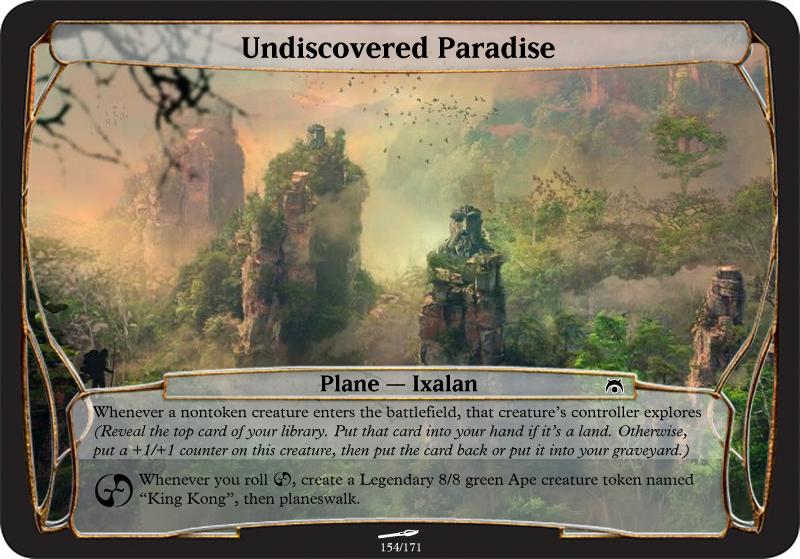 Undiscovered Paradise
Plane — Ixalan
Whenever a nontoken creature enters the battlefield, that creature's controller explores
(Reveal the top card of your library. Put that card into your hand if it's a land. Otherwise,
put a +1/+1 counter on this creature, then put the card back or put it into your graveyard.)
Whenever you roll , create a Legendary 8/8 green Ape creature token named
“King Kong”, then planeswalk.
154/171